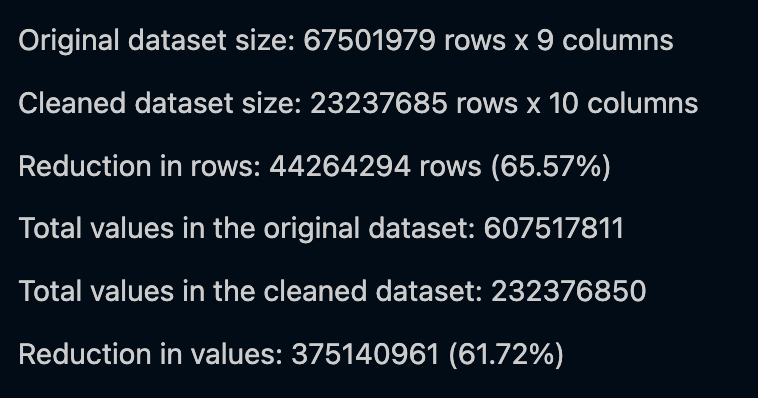 Original dataset size: 67501979 rows x 9 columns
Cleaned dataset size: 23237685 rows x 10 columns
Reduction in rows: 44264294 rows (65.57%)
Total values in the original dataset: 607517811
Total values in the cleaned dataset: 232376850
Reduction in values: 375140961 (61.72%)